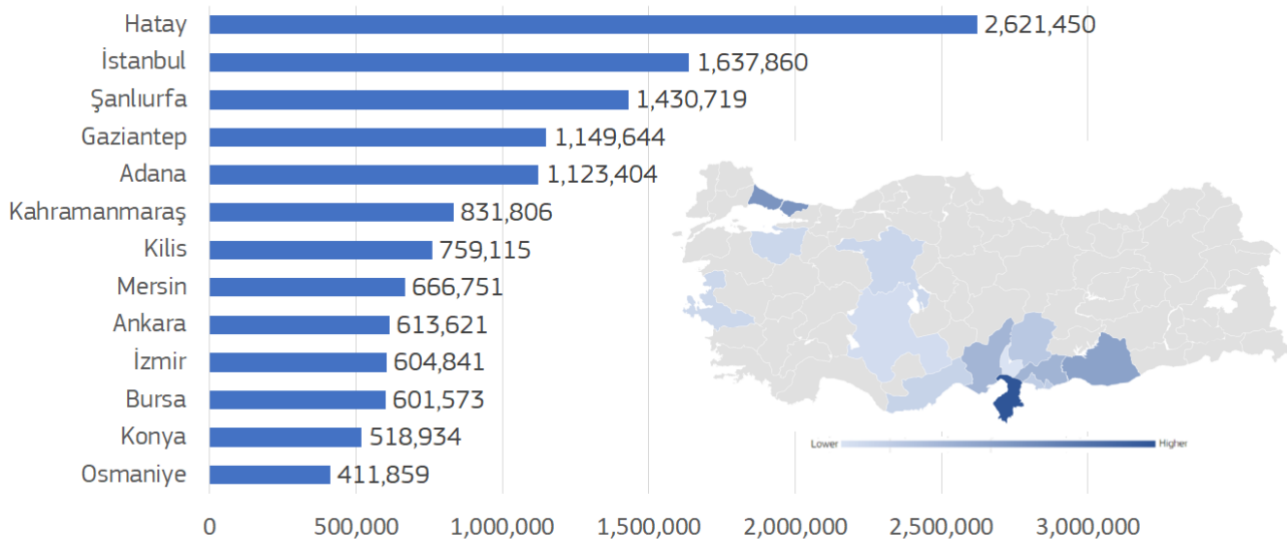 Hatay 2,621,450
İstanbul 1,637,860
Şanlıurfa 1,430,719
Gaziantep 1,149,644
Adana 1,123,404
Kahramanmaraş 831,806
Kilis 759,115
Mersin 666,751
Ankara 613,621
İzmir 604,841
Bursa 601,573
Konya 518,934
Osmaniye 411,859
Lower Higher
0 500,000 1,000,000 1,500,000 2,000,000 2,500,000 3,000,000